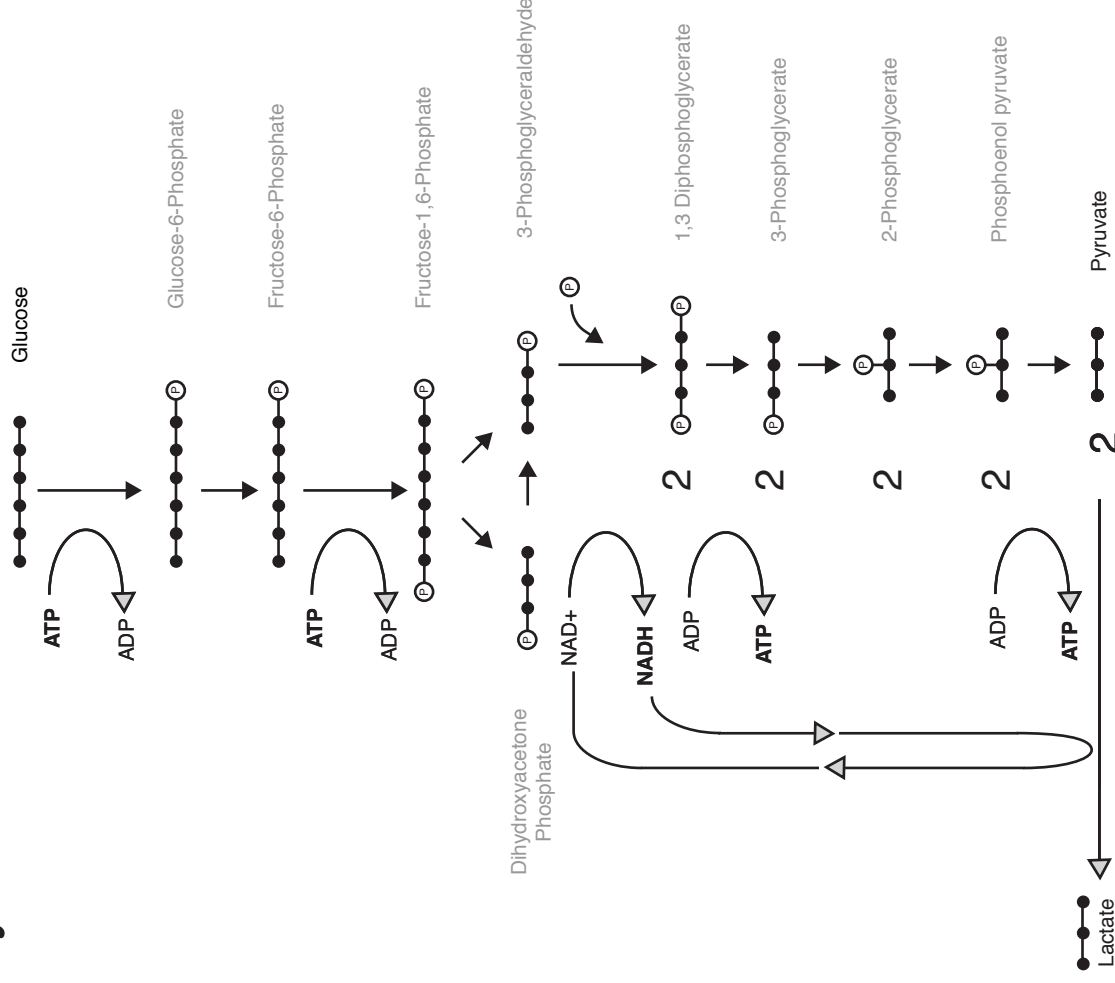 Glucose
ATP
ADP
P
Glucose-6-Phosphate
P
Fructose-6-Phosphate
ATP
ADP
P
P
Fructose-1,6-Phosphate
P
P
3-Phosphoglyceraldehyde
Dihydroxyacetone
Phosphate
NAD+
NADH
P
2
P
P
1,3 Diphosphoglycerate
ADP
ATP
2
P
3-Phosphoglycerate
2
P
2-Phosphoglycerate
2
P
Phosphoenol pyruvate
ADP
ATP
2
Pyruvate
Lactate